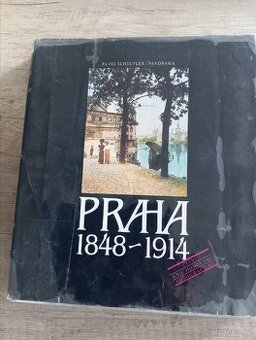 PAVEL SCHEUFLER / PANORAMA
PRAHA
1848–1914